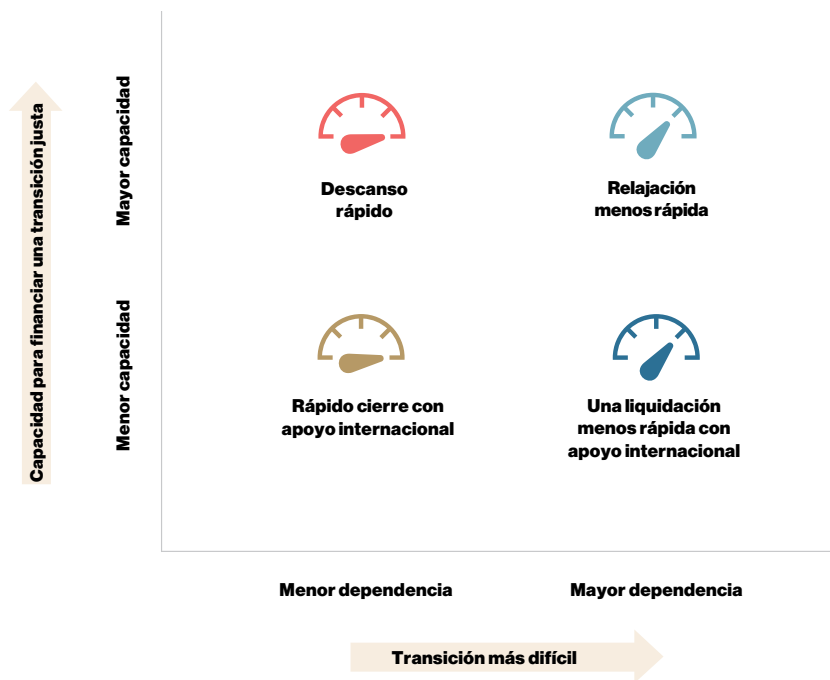 Capacidad para financiar una transición justa
Mayor capacidad
Descanso
rápido
Relajación
menos rápida
Menor capacidad
Rápido cierre con
apoyo internacional
Una liquidación
menos rápida con
apoyo internacional
Menor dependencia
Mayor dependencia
Transición más difícil